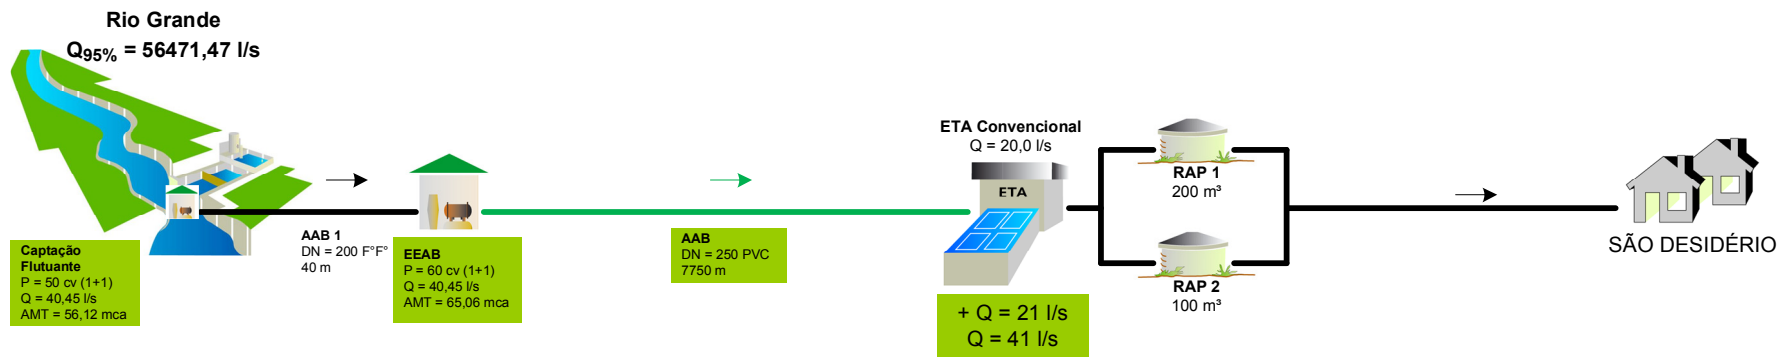 Rio Grande
Q95% = 56471,47 l/s
Captação
Flutuante
P = 50 cv (1+1)
Q = 40,45 l/s
AMT = 56,12 mca
AAB 1
DN = 200 F°F°
40 m
EEAB
P = 60 cv (1+1)
Q = 40,45 l/s
AMT = 65,06 mca
AAB
DN = 250 PVC
7750 m
ETA Convencional
Q = 20,0 l/s
ETA
+ Q = 21 l/s
Q = 41 l/s
RAP 1
200 m³
RAP 2
100 m³
SÃO DESIDÉRIO